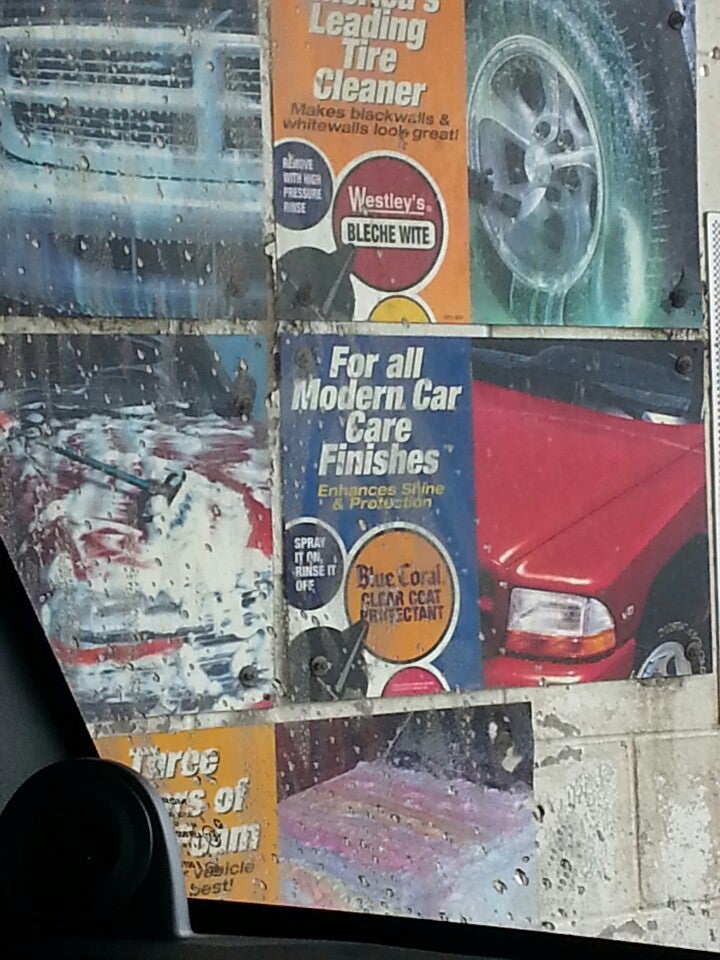 Leading
Tire
Cleaner
Makes blackwalls &
whitewalls look great!
REMOVE
WITH HIGH
PRESSURE
RINSE
Westley's
BLECHE WITE
For all
Modern Car
Care
Finishes
Enhances Shine
& Protection
SPRAY
IT ON,
RINSE IT
OFF
Blue Coral
CLEAR COAT
PROTECTANT
Three
of
vehicle
best!